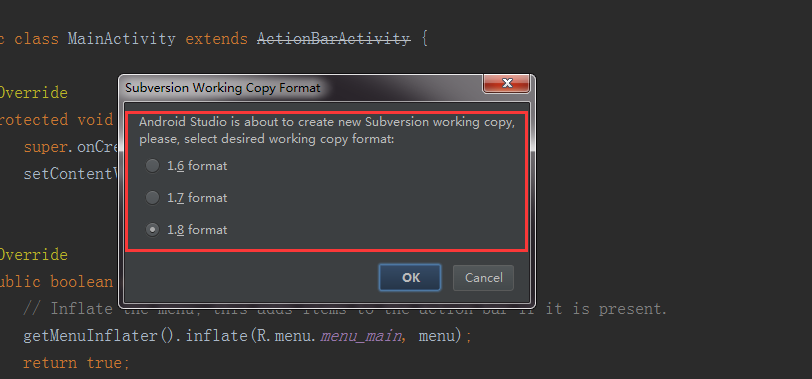 class MainActivity extends ActionBarActivity {
Subversion Working Copy Format
Override
Android Studio is about to create new Subversion working copy,
please, select desired working copy format:
rotected void
super.onCre
1.6 format
setContentV
1.7 format
1.8 format
Override
ublic boolean
OK
Cancel
// Inflate the menu; this adds items to the action bar if it is present.
getMenuInflater().inflate(R.menu.menu_main, menu);
return true;